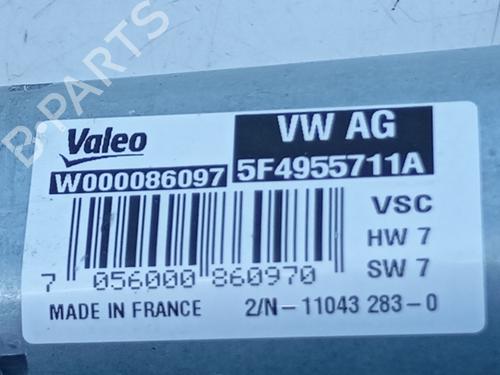 B-PARTS
Valeo
VW AG
W000086097
5F4955711A
VSC
HW 7
SW 7
7 056000 860970
MADE IN FRANCE
2/N-11043 283-0